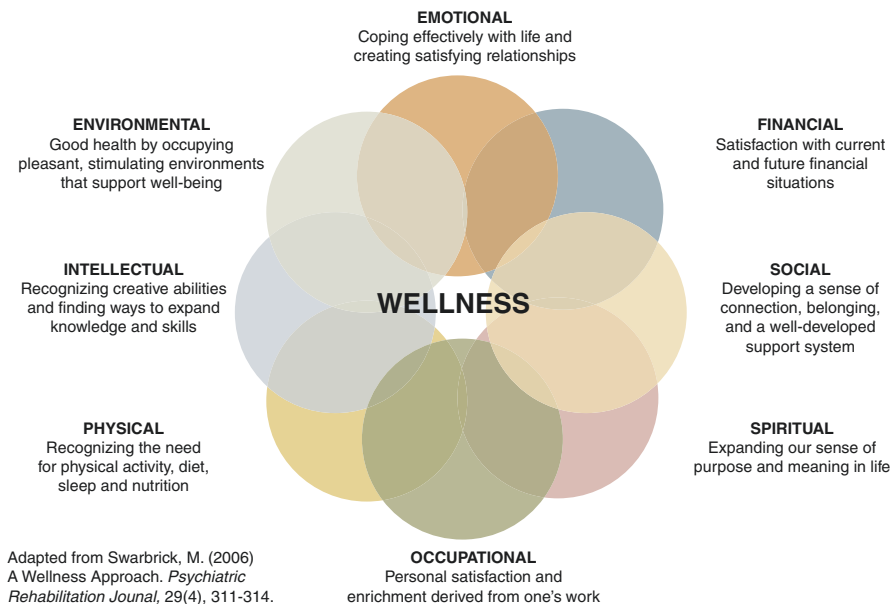 EMOTIONAL
Coping effectively with life and
creating satisfying relationships
ENVIRONMENTAL
Good health by occupying
pleasant, stimulating environments
that support well-being
FINANCIAL
Satisfaction with current
and future financial
situations
INTELLECTUAL
Recognizing creative abilities
and finding ways to expand
knowledge and skills
WELLNESS
SOCIAL
Developing a sense of
connection, belonging,
and a well-developed
support system
PHYSICAL
Recognizing the need
for physical activity, diet,
sleep and nutrition
SPIRITUAL
Expanding our sense of
purpose and meaning in life
Adapted from Swarbrick, M. (2006)
A Wellness Approach. Psychiatric
Rehabilitation Jounal, 29(4), 311-314.
OCCUPATIONAL
Personal satisfaction and
enrichment derived from one's work